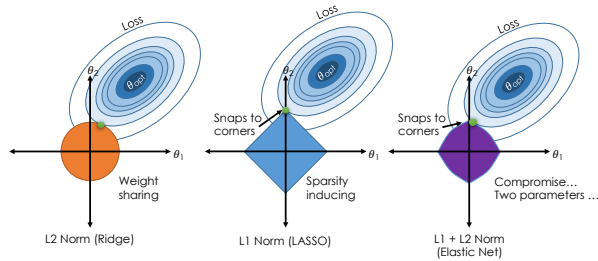 Loss
θ2
θopt
θ1
Weight
sharing
L2 Norm (Ridge)
Loss
θ2
θopt
Snaps to
corners
θ1
Sparsity
inducing
L1 Norm (LASSO)
Loss
θ2
θopt
Snaps to
corners
θ1
Compromise…
Two parameters …
L1 + L2 Norm
(Elastic Net)